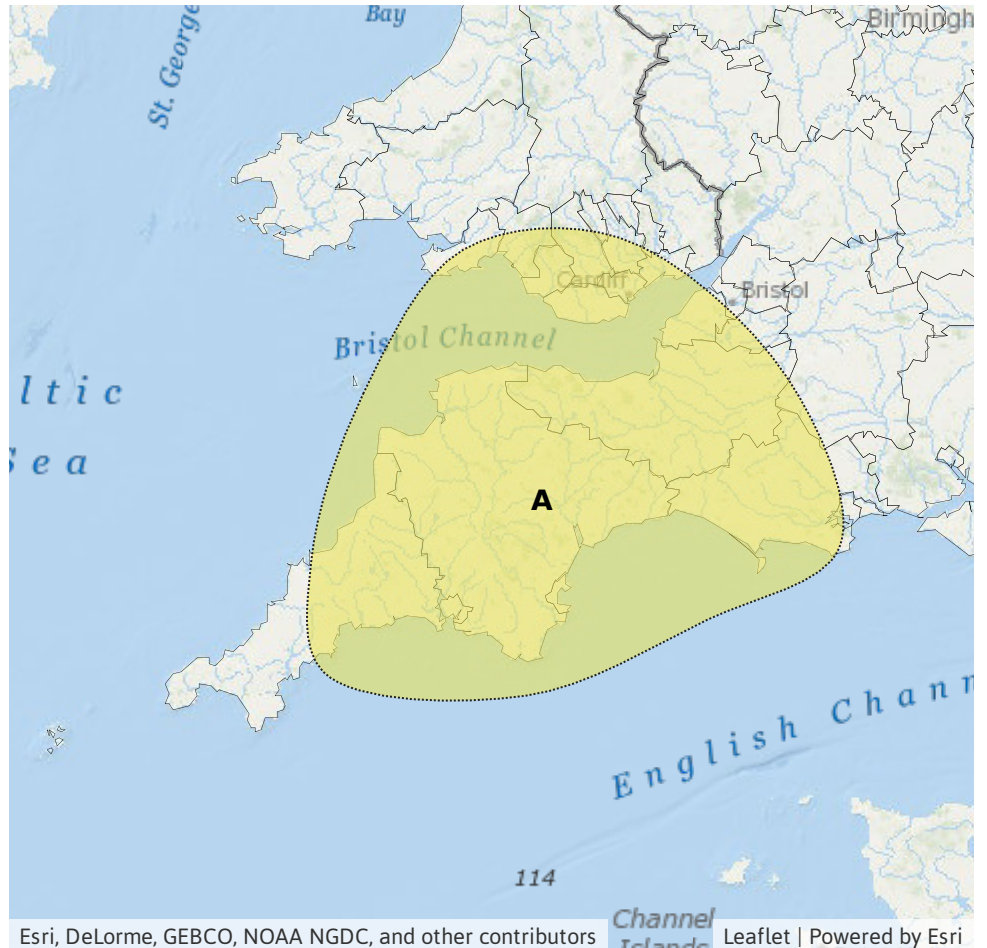 Bay
Birmingh
St. George
Cardiff
Bristol
Bristol Channel
ltic
Sea
A
English Chann
114
Channel
Islands
Esri, DeLorme, GEBCO, NOAA NGDC, and other contributors
Leaflet | Powered by Esri